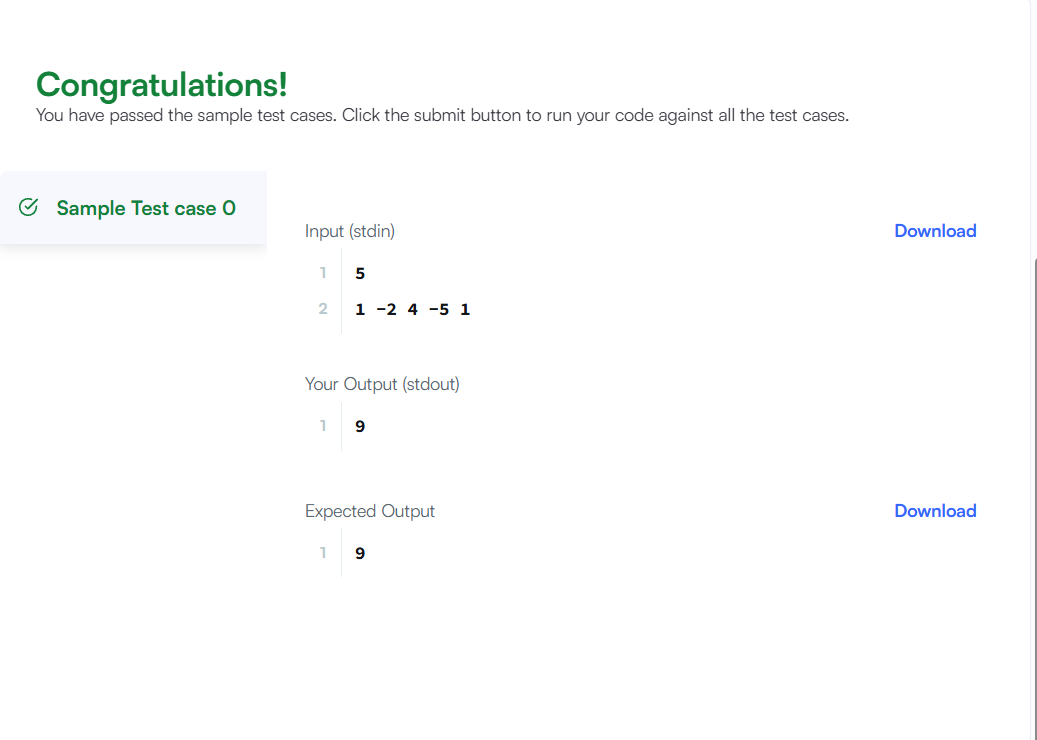 Congratulations!
You have passed the sample test cases. Click the submit button to run your code against all the test cases.
Sample Test case 0
Input (stdin)
Download
1 5
2 1 -2 4 -5 1
Your Output (stdout)
1 9
Expected Output
Download
1 9